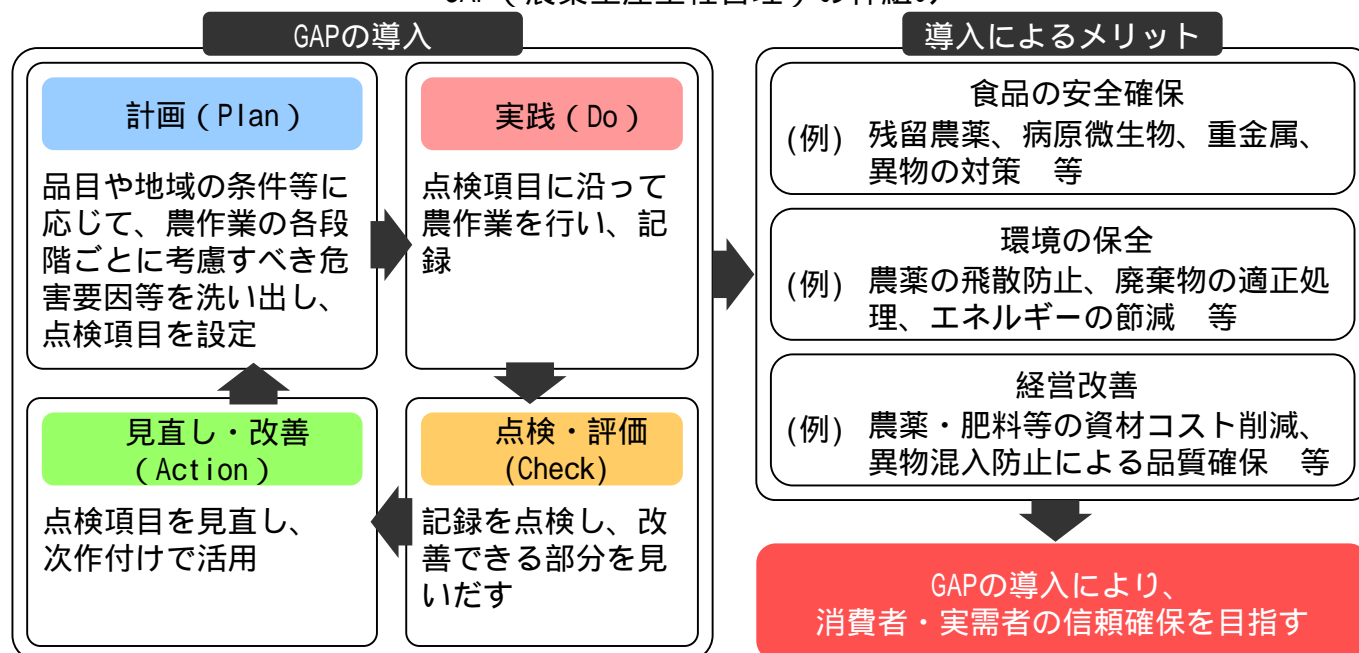 GAPの導入
計画（Plan）
品目や地域の条件等に
応じて、農作業の各段
階ごとに考慮すべき危
害要因等を洗い出し、
点検項目を設定
実践（Do）
点検項目に沿って
農作業を行い、記
録
点検・評価
(Check)
記録を点検し、改
善できる部分を見
いだす
見直し・改善
（Action）
点検項目を見直し、
次作付けで活用
導入によるメリット
食品の安全確保
(例) 残留農薬、病原微生物、重金属、
異物の対策　等
環境の保全
(例) 農薬の飛散防止、廃棄物の適正処
理、エネルギーの節減　等
経営改善
(例) 農薬・肥料等の資材コスト削減、
異物混入防止による品質確保　等
GAPの導入により、
消費者・実需者の信頼確保を目指す